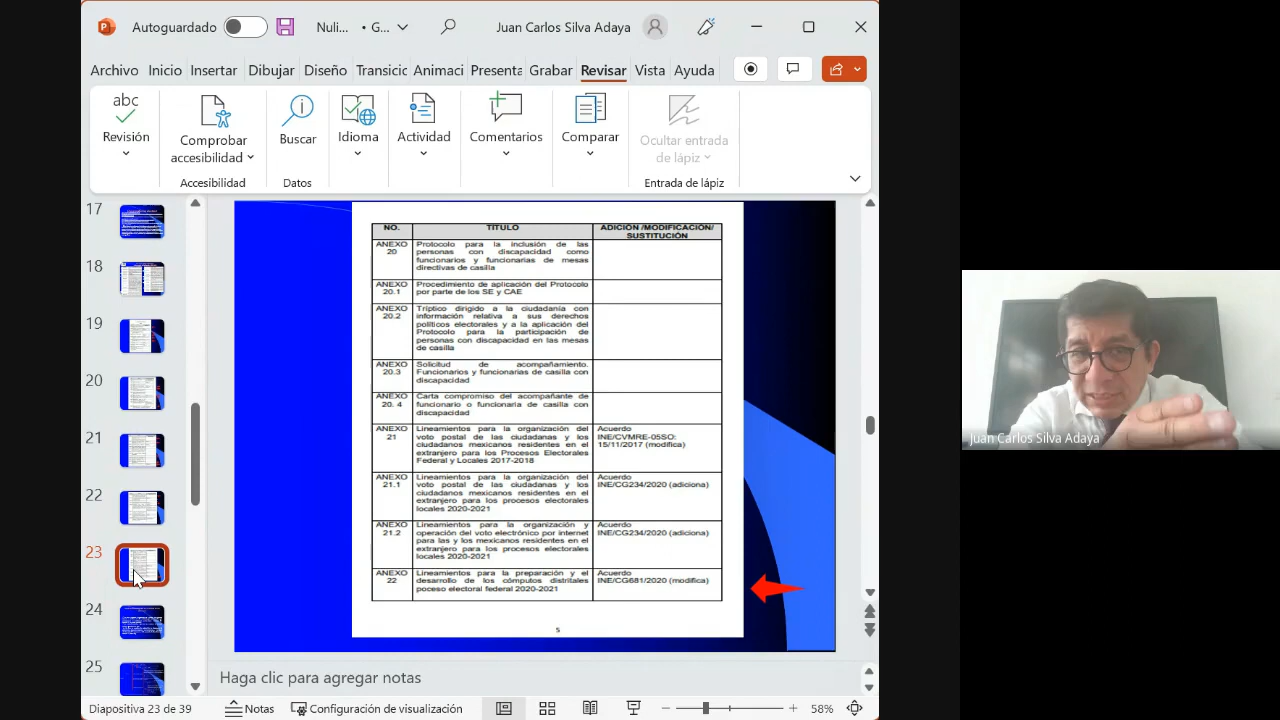 Autoguardado
Nuli... • G...
Juan Carlos Silva Adaya
Archivo Inicio Insertar Dibujar Diseño Transicic Animaci Presenta Grabar Revisar Vista Ayuda
abc
Revisión
Comprobar
accesibilidad
Accesibilidad
Buscar
Datos
Idioma
Actividad
Comentarios
Comparar
Ocultar entrada
de lápiz
Entrada de lápiz
17
18
19
20
21
22
23
24
25
NO. TITULO ADICIÓN /MODIFICACIÓN/
SUSTITUCIÓN
ANEXO
20
Protocolo para la inclusión de las
personas con discapacidad como
funcionarios y funcionarias de mesas
directivas de casilla
ANEXO
20.1
Procedimiento de aplicación del Protocolo
por parte de los SE y CAE
ANEXO
20.2
Tríptico dirigido a la ciudadanía con
información relativa a sus derechos
políticos electorales y a la aplicación del
Protocolo para la participación de
personas con discapacidad en las mesas
de casilla
ANEXO
20.3
Solicitud de acompañamiento.
Funcionarios y funcionarias de casilla con
discapacidad
ANEXO
20. 4
Carta compromiso del acompañante de
funcionario o funcionaria de casilla con
discapacidad
ANEXO
21
Lineamientos para la organización del
voto postal de las ciudadanas y los
ciudadanos mexicanos residentes en el
extranjero para los Procesos Electorales
Federal y Locales 2017-2018
Acuerdo
INE/CVMRE-05SO:
15/11/2017 (modifica)
ANEXO
21.1
Lineamientos para la organización del
voto postal de las ciudadanas y los
ciudadanos mexicanos residentes en el
extranjero para los procesos electorales
locales 2020-2021
Acuerdo
INE/CG234/2020 (adiciona)
ANEXO
21.2
Lineamientos para la organización y
operación del voto electrónico por internet
para las y los mexicanos residentes en el
extranjero para los procesos electorales
locales 2020-2021
Acuerdo
INE/CG234/2020 (adiciona)
ANEXO
22
Lineamientos para la preparación y el
desarrollo de los cómputos distritales
poceso electoral federal 2020-2021
Acuerdo
INE/CG681/2020 (modifica)
5
Haga clic para agregar notas
Diapositiva 23 de 39 Notas Configuración de visualización 58%
Juan Carlos Silva Adaya